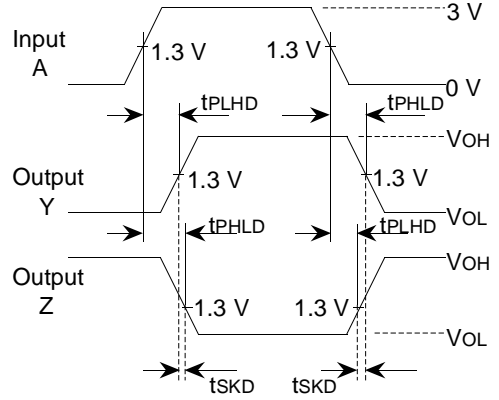 Input
A
3 V
1.3 V
1.3 V
0 V
tPLHD
tPHLD
VOH
Output
Y
1.3 V
1.3 V
VOL
tPHLD
tPLHD
VOH
Output
Z
1.3 V
1.3 V
VOL
tSKD
tSKD